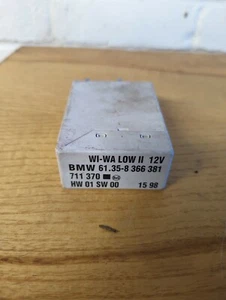 WI-WA LOW II 12V
BMW 61.35-8 366 381
711 370
HW 01 SW 00 15 98